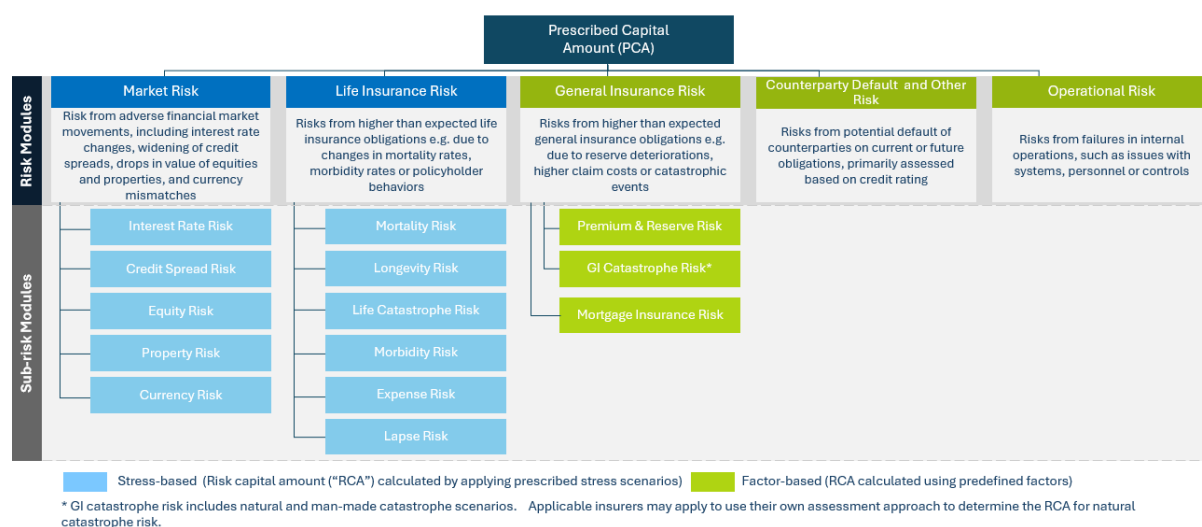 Prescribed Capital
Amount (PCA)
Risk Modules
Market Risk
Risk from adverse financial market
movements, including interest rate
changes, widening of credit
spreads, drops in value of equities
and properties, and currency
mismatches
Life Insurance Risk
Risks from higher than expected life
insurance obligations e.g. due to
changes in mortality rates,
morbidity rates or policyholder
behaviors
General Insurance Risk
Risks from higher than expected
general insurance obligations e.g.
due to reserve deteriorations,
higher claim costs or catastrophic
events
Counterparty Default and Other
Risk
Risks from potential default of
counterparties on current or future
obligations, primarily assessed
based on credit rating
Operational Risk
Risks from failures in internal
operations, such as issues with
systems, personnel or controls
Sub-risk Modules
Interest Rate Risk
Credit Spread Risk
Equity Risk
Property Risk
Currency Risk
Mortality Risk
Longevity Risk
Life Catastrophe Risk
Morbidity Risk
Expense Risk
Lapse Risk
Premium & Reserve Risk
GI Catastrophe Risk*
Mortgage Insurance Risk
Stress-based (Risk capital amount (“RCA”) calculated by applying prescribed stress scenarios)
Factor-based (RCA calculated using predefined factors)
* GI catastrophe risk includes natural and man-made catastrophe scenarios. Applicable insurers may apply to use their own assessment approach to determine the RCA for natural
catastrophe risk.